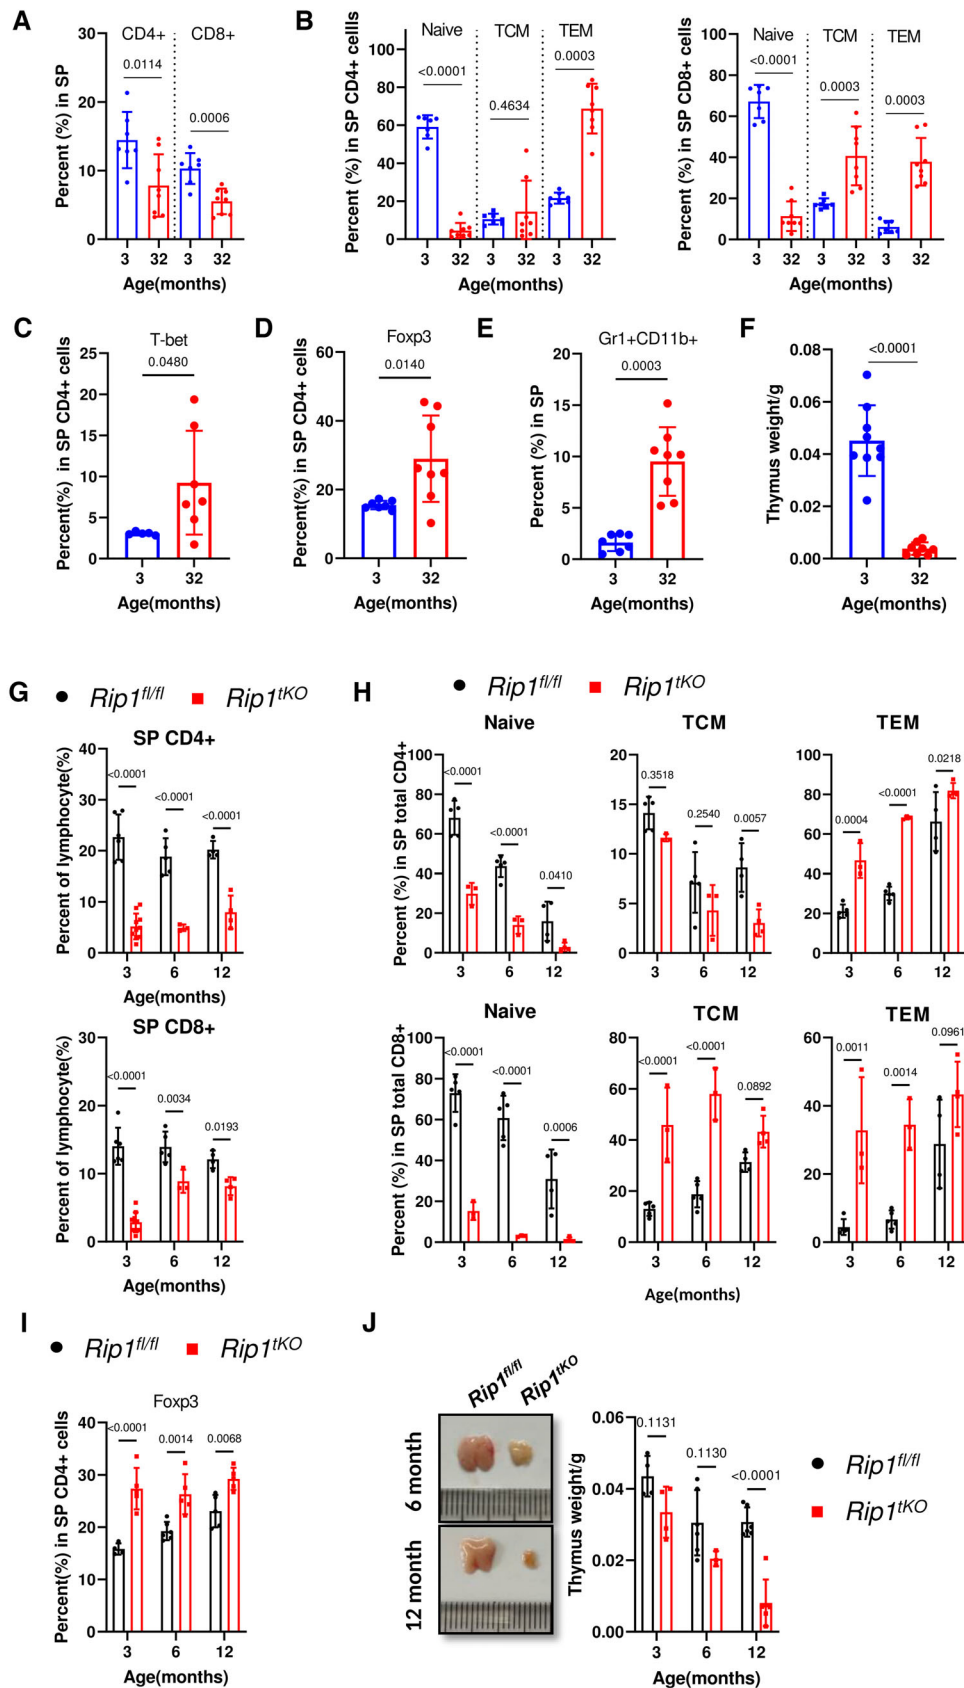 A
CD4+ CD8+
Percent (%) in SP
30
20
10
0
0.0114
0.0006
3 32 3 32
Age(months)
B
Naive TCM TEM
Percent (%) in SP CD4+ cellls
100
80
60
40
20
0
<0.0001
0.4634
0.0003
3 32 3 32 3 32
Age(months)
Naive TCM TEM
Percent (%) in SP CD8+ cells
100
80
60
40
20
0
<0.0001
0.0003
0.0003
3 32 3 32 3 32
Age(months)
C
T-bet
Percent(%) in SP CD4+ cells
25
20
15
10
5
0
0.0480
3 32
Age(months)
D
Foxp3
Percent(%) in SP CD4+ cells
60
40
20
0
0.0140
3 32
Age(months)
E
Gr1+CD11b+
Percent (%) in SP
20
15
10
5
0
0.0003
3 32
Age(months)
F
Thymus weight/g
0.08
0.06
0.04
0.02
0.00
<0.0001
3 32
Age(months)
G
Rip1fl/fl Rip1tKO
SP CD4+
Percent of lymphocyte(%)
40
30
20
10
0
<0.0001
<0.0001
<0.0001
3 6 12
Age(months)
SP CD8+
Percent of lymphocyte(%)
30
20
10
0
<0.0001
0.0034
0.0193
3 6 12
Age(months)
H
Rip1fl/fl Rip1tKO
Naive
Percent (%) in SP total CD4+
100
80
60
40
20
0
<0.0001
<0.0001
0.0410
3 6 12
TCM
20
15
10
5
0
0.3518
0.2540
0.0057
3 6 12
TEM
100
80
60
40
20
0
0.0004
<0.0001
0.0218
3 6 12
Naive
Percent (%) in SP total CD8+
100
80
60
40
20
0
<0.0001
<0.0001
0.0006
3 6 12
TCM
80
60
40
20
0
<0.0001
<0.0001
0.0892
3 6 12
TEM
60
40
20
0
0.0011
0.0014
0.0961
3 6 12
Age(months)
I
Rip1fl/fl Rip1tKO
Foxp3
Percent(%) in SP CD4+ cells
40
30
20
10
0
<0.0001
0.0014
0.0068
3 6 12
Age(months)
J
Rip1fl/fl Rip1tKO
6 month
12 month
Thymus weight/g
0.06
0.04
0.02
0.00
0.1131
0.1130
<0.0001
3 6 12
Age(months)
Rip1fl/fl
Rip1tKO